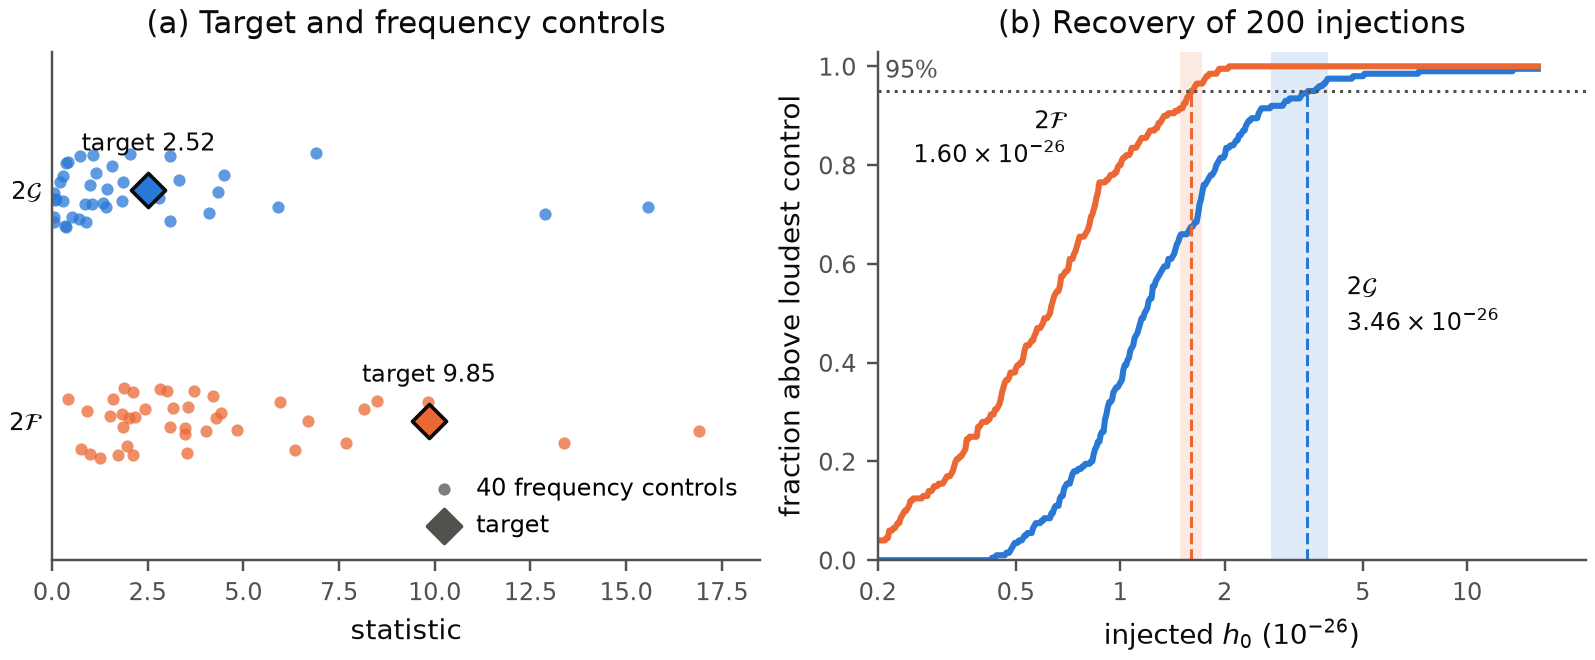 (a) Target and frequency controls
target 2.52
2𝒢
target 9.85
2ℱ
40 frequency controls
target
0.0 2.5 5.0 7.5 10.0 12.5 15.0 17.5
statistic
(b) Recovery of 200 injections
fraction above loudest control
1.0
0.8
0.6
0.4
0.2
0.0
95%
2ℱ
1.60 × 10⁻²⁶
2𝒢
3.46 × 10⁻²⁶
0.2 0.5 1 2 5 10
injected h₀ (10⁻²⁶)